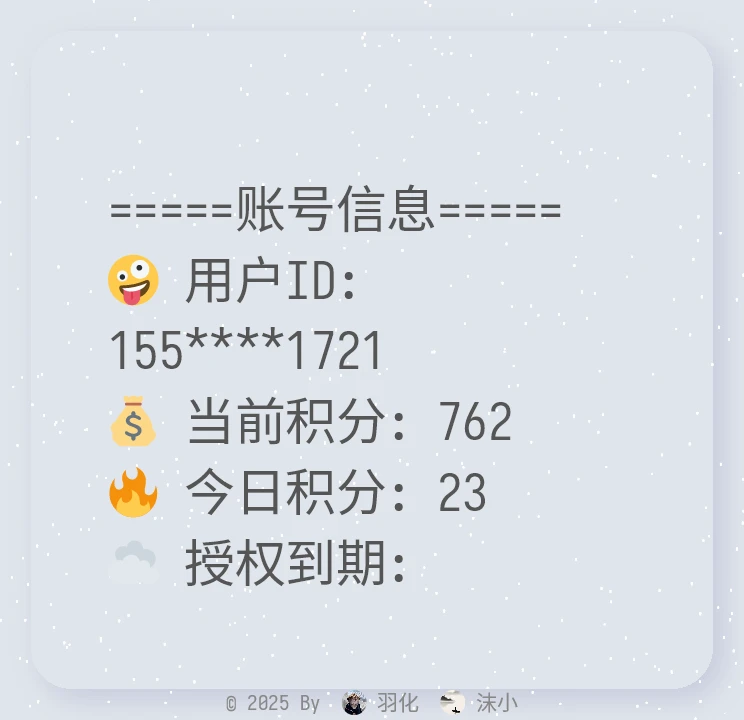 =====账号信息=====
🤪 用户ID:
155****1721
💰 当前积分: 762
🔥 今日积分: 23
☁️ 授权到期:
© 2025 By 羽化 沫小